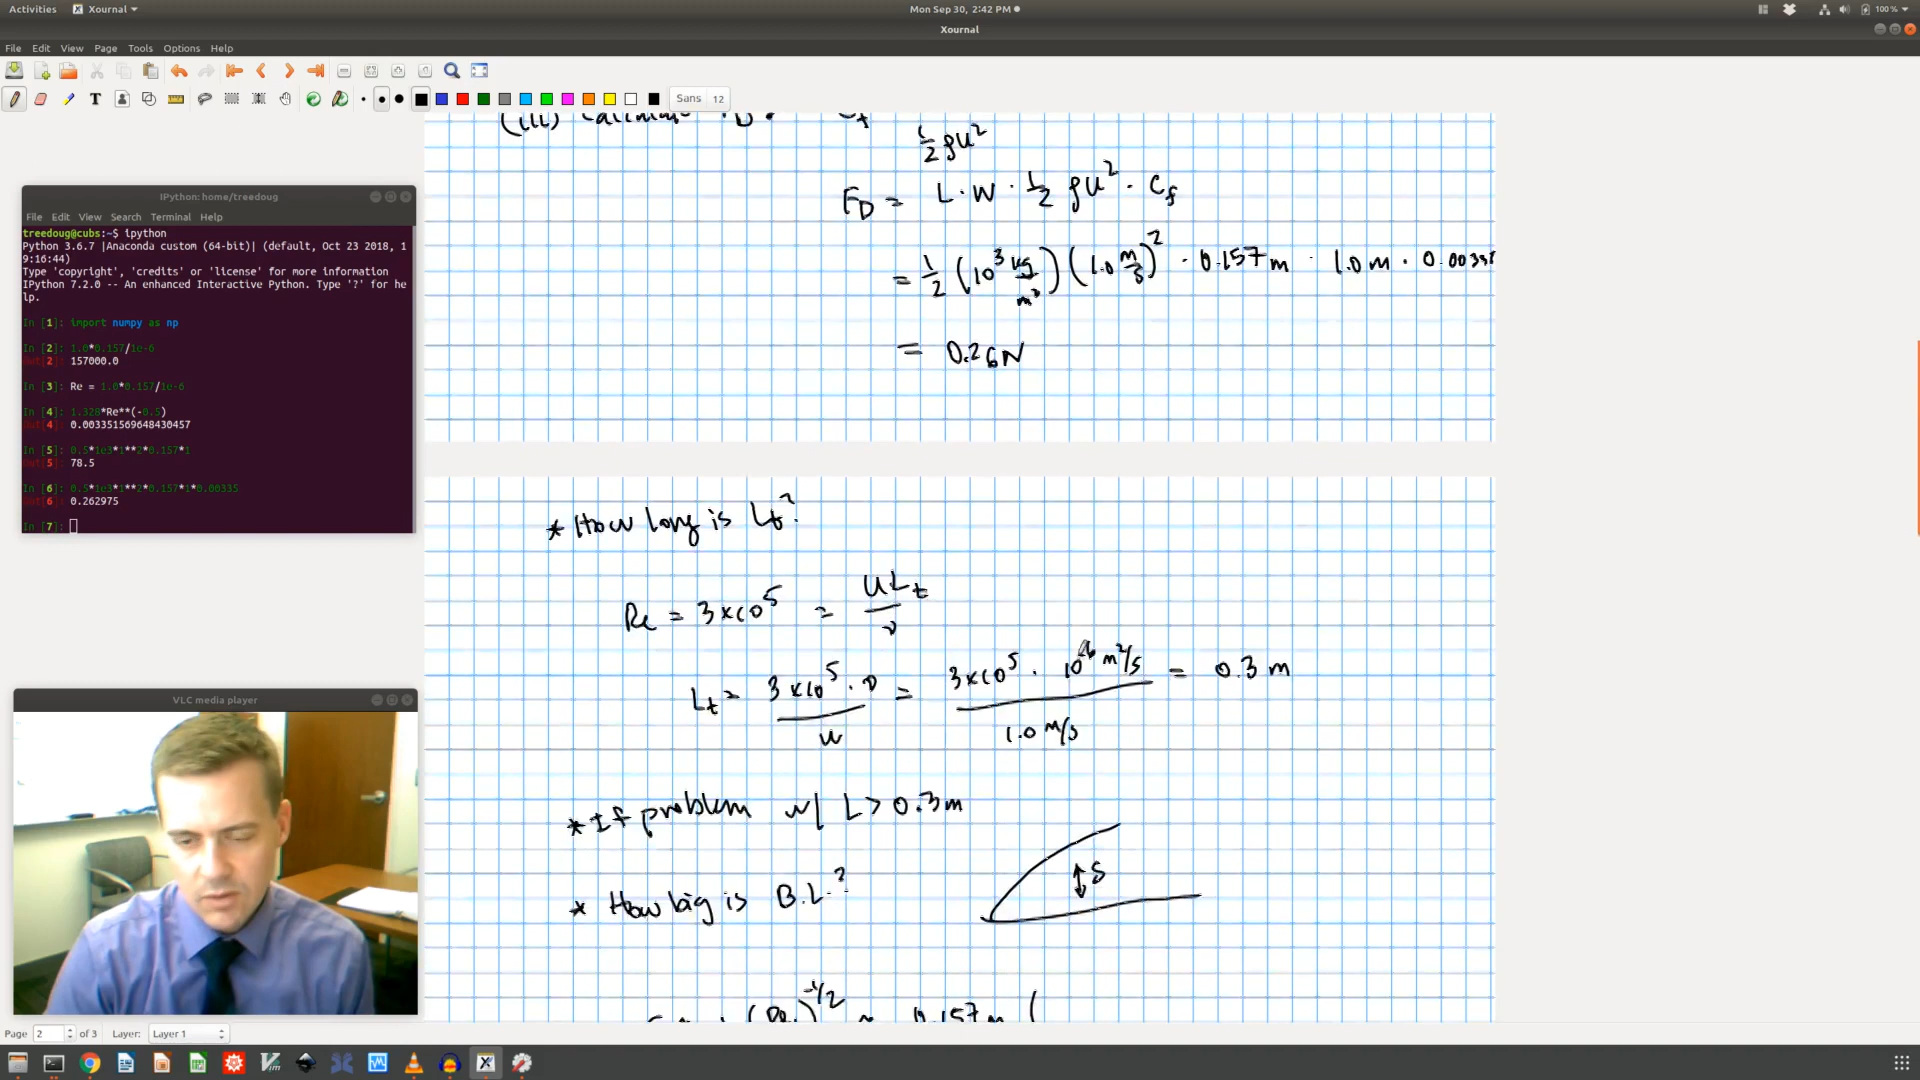 Activities Xournal Mon Sep 30, 2:42 PM 100 %
Xournal
File Edit View Page Tools Options Help
Sans 12
(iii) Calculate
½ρU²
F_D = L · W · ½ ρU² · C_f
= ½ (10³ kg/m³) (1.0 m/s)² · 0.157 m · 1.0 m · 0.00335
= 0.26N
IPython: home/treedoug
File Edit View Search Terminal Help
treedoug@cubs:~$ ipython
Python 3.6.7 |Anaconda custom (64-bit)| (default, Oct 23 2018, 1
9:16:44)
Type 'copyright', 'credits' or 'license' for more information
IPython 7.2.0 -- An enhanced Interactive Python. Type '?' for he
lp.
In [1]: import numpy as np
In [2]: 1.0*0.157/1e-6
Out[2]: 157000.0
In [3]: Re = 1.0*0.157/1e-6
In [4]: 1.328*Re**(-0.5)
Out[4]: 0.003351569648430457
In [5]: 0.5*1e3*1**2*0.157*1
Out[5]: 78.5
In [6]: 0.5*1e3*1**2*0.157*1*0.00335
Out[6]: 0.262975
In [7]:
* How long is L_t?
Re = 3×10⁵ = UL_t/ν
L_t = 3×10⁵ · ν / U = 3×10⁵ · 10⁻⁶ m²/s / 1.0 m/s = 0.3 m
* If problem w/ L > 0.3 m
* How big is B.L.?
δ
VLC media player
-1/2
0.157 m (
Page 2 of 3 Layer: Layer 1